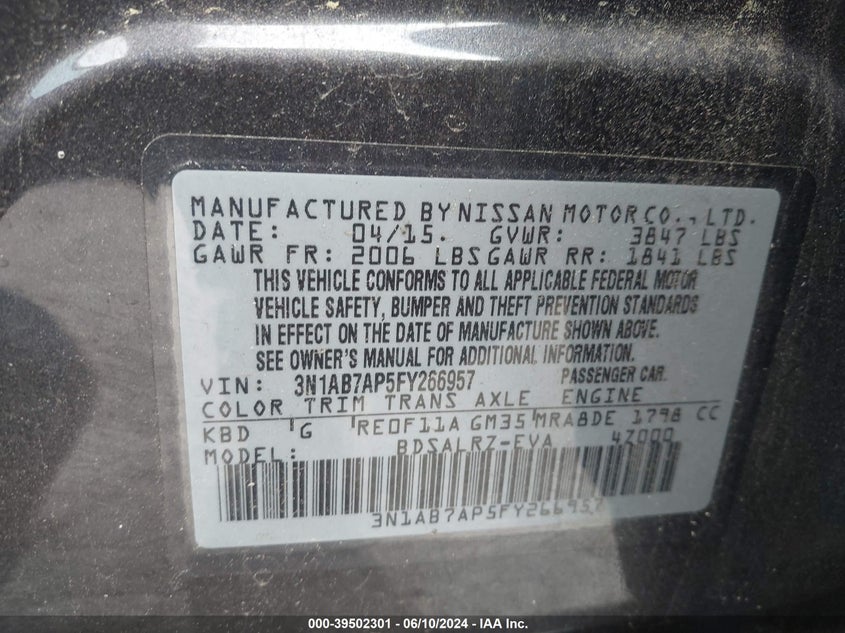 MANUFACTURED BY NISSAN MOTOR CO., LTD.
DATE: 04/15. GVWR: 3847 LBS
GAWR FR: 2006 LBS GAWR RR: 1841 LBS
THIS VEHICLE CONFORMS TO ALL APPLICABLE FEDERAL MOTOR
VEHICLE SAFETY, BUMPER AND THEFT PREVENTION STANDARDS
IN EFFECT ON THE DATE OF MANUFACTURE SHOWN ABOVE.
SEE OWNER'S MANUAL FOR ADDITIONAL INFORMATION.
VIN: 3N1AB7AP5FY266957 PASSENGER CAR.
COLOR TRIM TRANS AXLE ENGINE
KBD G RE0F11A GM35 MRA8DE 1798 CC
MODEL: BDSALRZ-EVA 4Z000
3N1AB7AP5FY266957
000-39502301 - 06/10/2024 - IAA Inc.